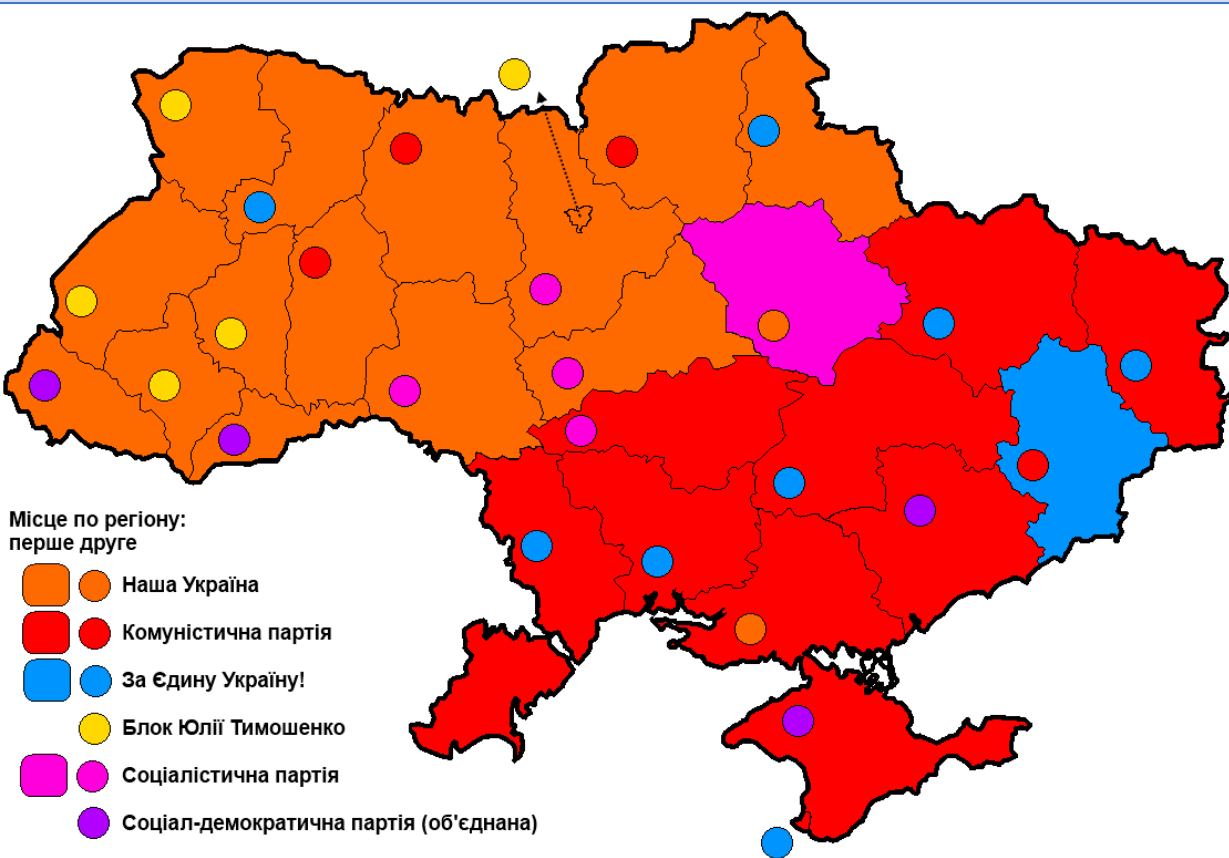 Місце по регіону:
перше друге
Наша Україна
Комуністична партія
За Єдину Україну!
Блок Юлії Тимошенко
Соціалістична партія
Соціал-демократична партія (об'єднана)